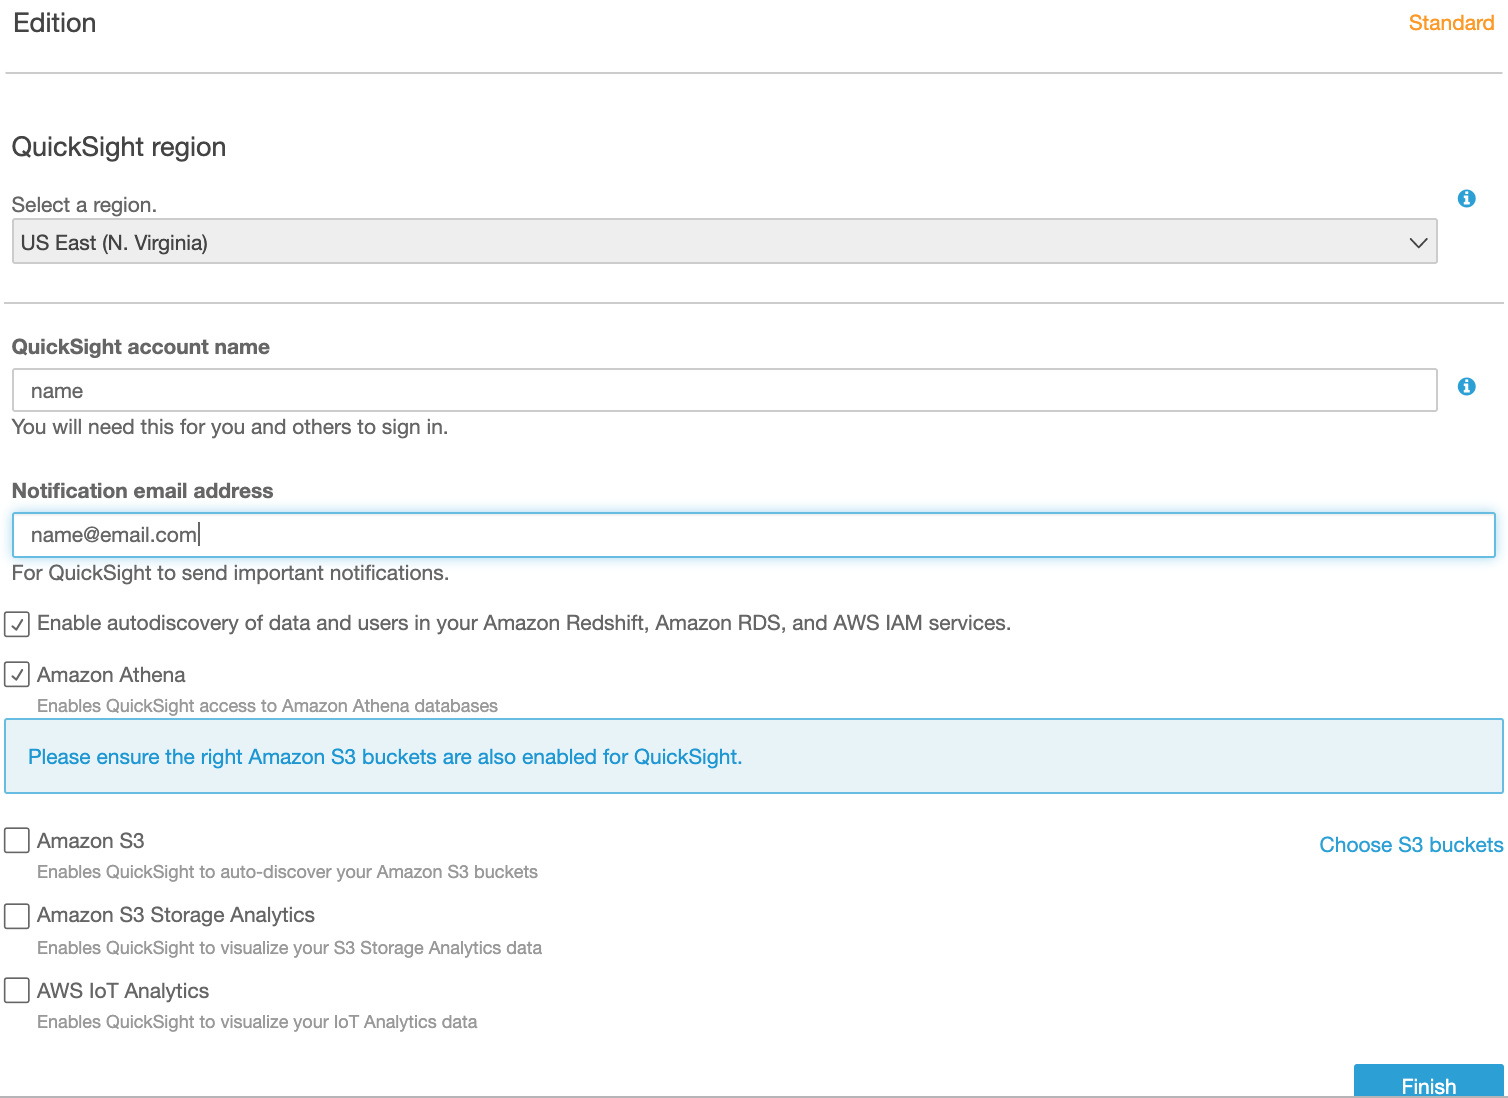 Edition
Standard
QuickSight region
Select a region.
US East (N. Virginia)
QuickSight account name
name
You will need this for you and others to sign in.
Notification email address
name@email.com
For QuickSight to send important notifications.
Enable autodiscovery of data and users in your Amazon Redshift, Amazon RDS, and AWS IAM services.
Amazon Athena
Enables QuickSight access to Amazon Athena databases
Please ensure the right Amazon S3 buckets are also enabled for QuickSight.
Amazon S3
Choose S3 buckets
Enables QuickSight to auto-discover your Amazon S3 buckets
Amazon S3 Storage Analytics
Enables QuickSight to visualize your S3 Storage Analytics data
AWS IoT Analytics
Enables QuickSight to visualize your IoT Analytics data
Finish